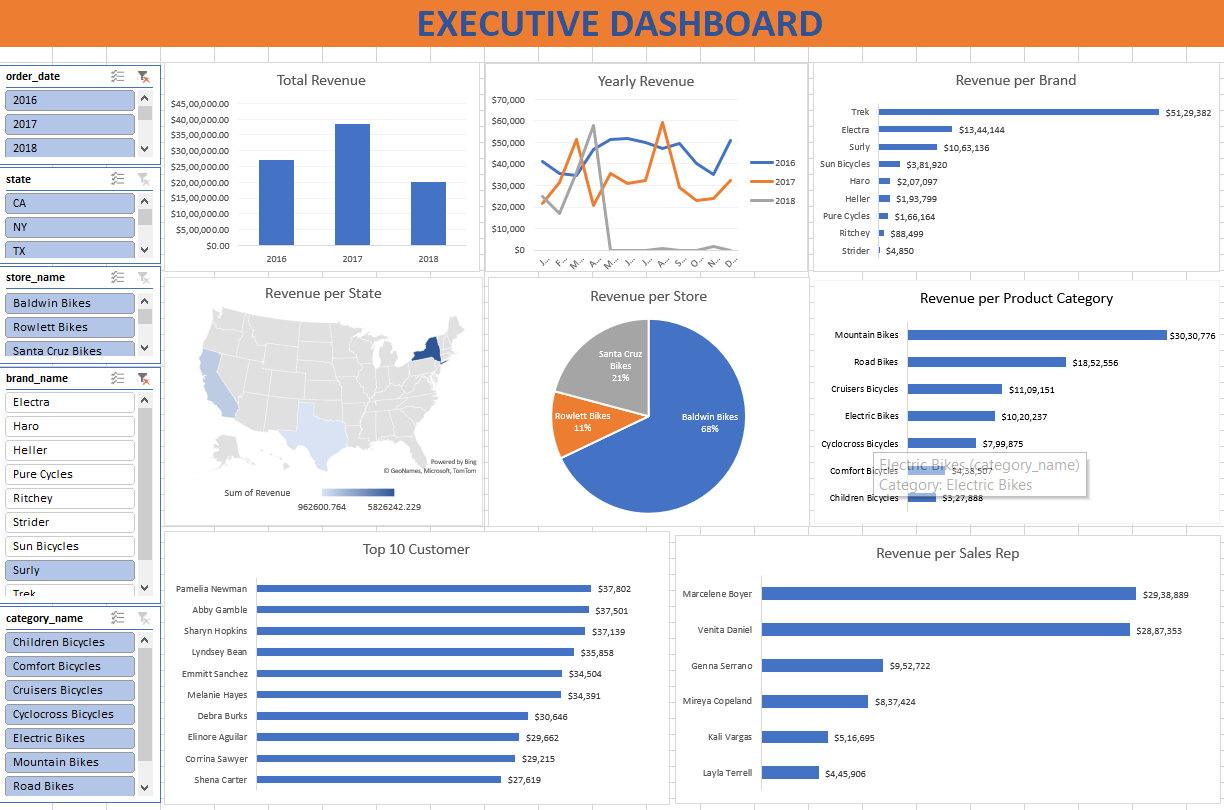 EXECUTIVE DASHBOARD
order_date
2016
2017
2018
state
CA
NY
TX
store_name
Baldwin Bikes
Rowlett Bikes
Santa Cruz Bikes
brand_name
Electra
Haro
Heller
Pure Cycles
Ritchey
Strider
Sun Bicycles
Surly
Trek
category_name
Children Bicycles
Comfort Bicycles
Cruisers Bicycles
Cyclocross Bicycles
Electric Bikes
Mountain Bikes
Road Bikes
Total Revenue
$45,00,000.00
$40,00,000.00
$35,00,000.00
$30,00,000.00
$25,00,000.00
$20,00,000.00
$15,00,000.00
$10,00,000.00
$5,00,000.00
$0.00
2016 2017 2018
Yearly Revenue
$70,000
$60,000
$50,000
$40,000
$30,000
$20,000
$10,000
$0
J... F... M... A... M... J... J... A... S... O... N... D...
2016
2017
2018
Revenue per Brand
Trek $51,29,382
Electra $13,44,144
Surly $10,63,136
Sun Bicycles $3,81,920
Haro $2,07,097
Heller $1,93,799
Pure Cycles $1,66,164
Ritchey $88,499
Strider $4,850
Revenue per State
Powered by Bing
© GeoNames, Microsoft, TomTom
Sum of Revenue
962600.764 5826242.229
Revenue per Store
Santa Cruz
Bikes
21%
Rowlett Bikes
11%
Baldwin Bikes
68%
Revenue per Product Category
Mountain Bikes $30,30,776
Road Bikes $18,52,556
Cruisers Bicycles $11,09,151
Electric Bikes $10,20,237
Cyclocross Bicycles $7,99,875
Comfort Bicycles $4,38,507
Children Bicycles $3,27,888
Electric Bikes (category_name)
Category: Electric Bikes
Top 10 Customer
Pamelia Newman $37,802
Abby Gamble $37,501
Sharyn Hopkins $37,139
Lyndsey Bean $35,858
Emmitt Sanchez $34,504
Melanie Hayes $34,391
Debra Burks $30,646
Elinore Aguilar $29,662
Corrina Sawyer $29,215
Shena Carter $27,619
Revenue per Sales Rep
Marcelene Boyer $29,38,889
Venita Daniel $28,87,353
Genna Serrano $9,52,722
Mireya Copeland $8,37,424
Kali Vargas $5,16,695
Layla Terrell $4,45,906